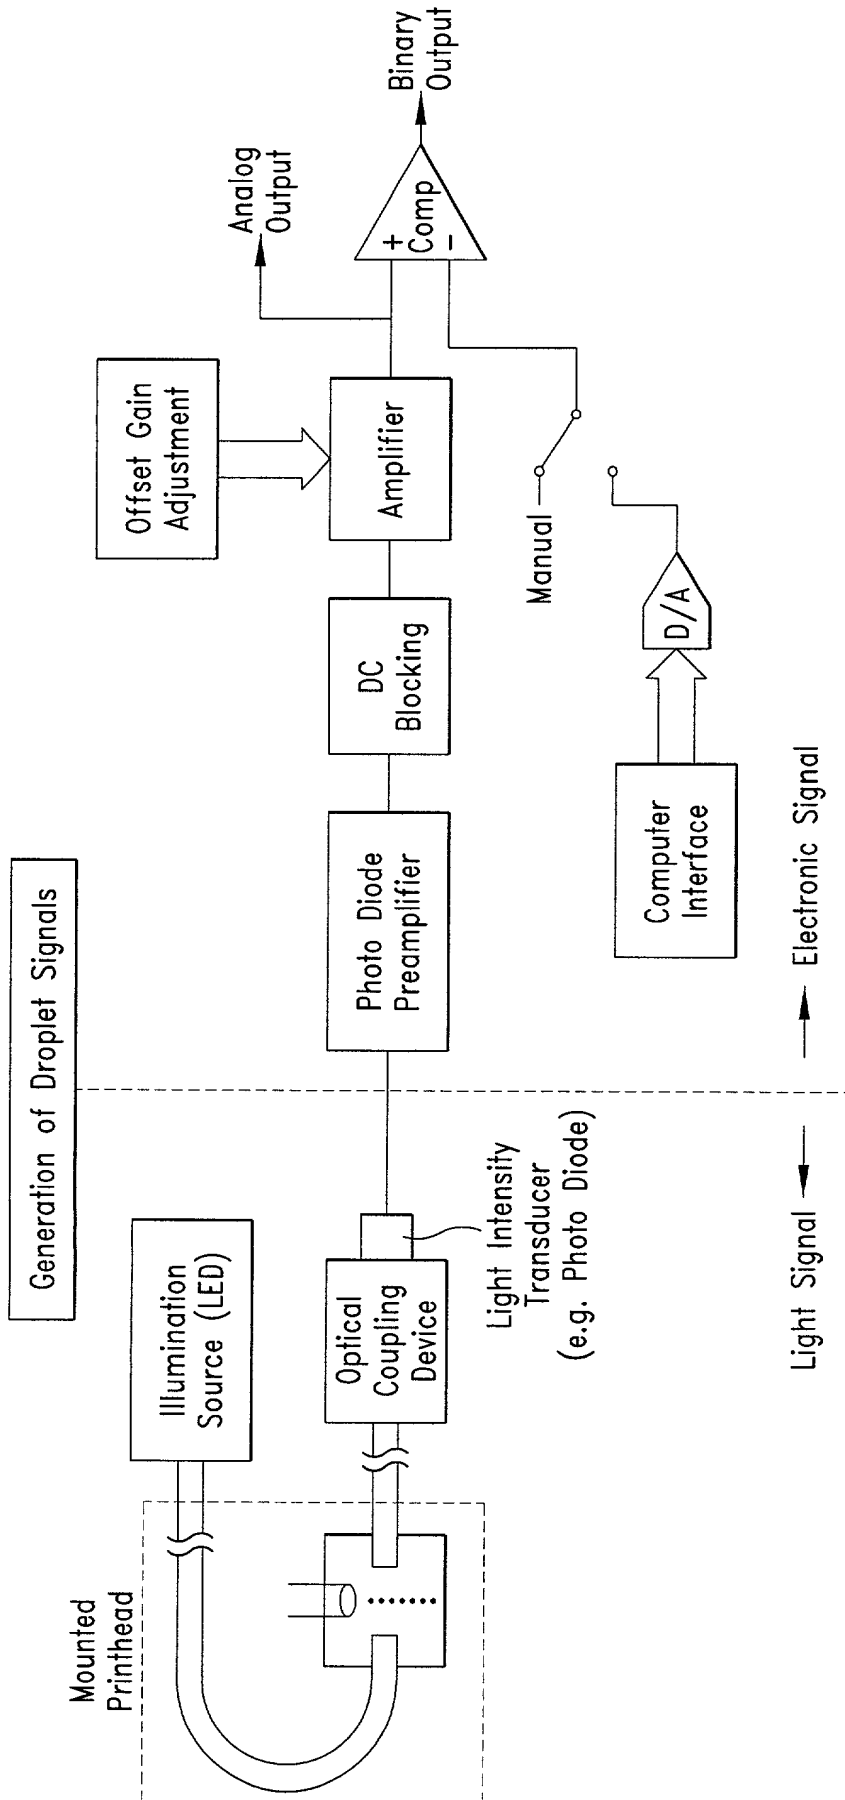 Generation of Droplet Signals
Mounted
Printhead
Illumination
Source (LED)
Optical
Coupling
Device
Light Intensity
Transducer
(e.g. Photo Diode)
Photo Diode
Preamplifier
DC
Blocking
Offset Gain
Adjustment
Amplifier
Analog
Output
+
Comp
-
Binary
Output
Manual
D/A
Computer
Interface
Light Signal
Electronic Signal